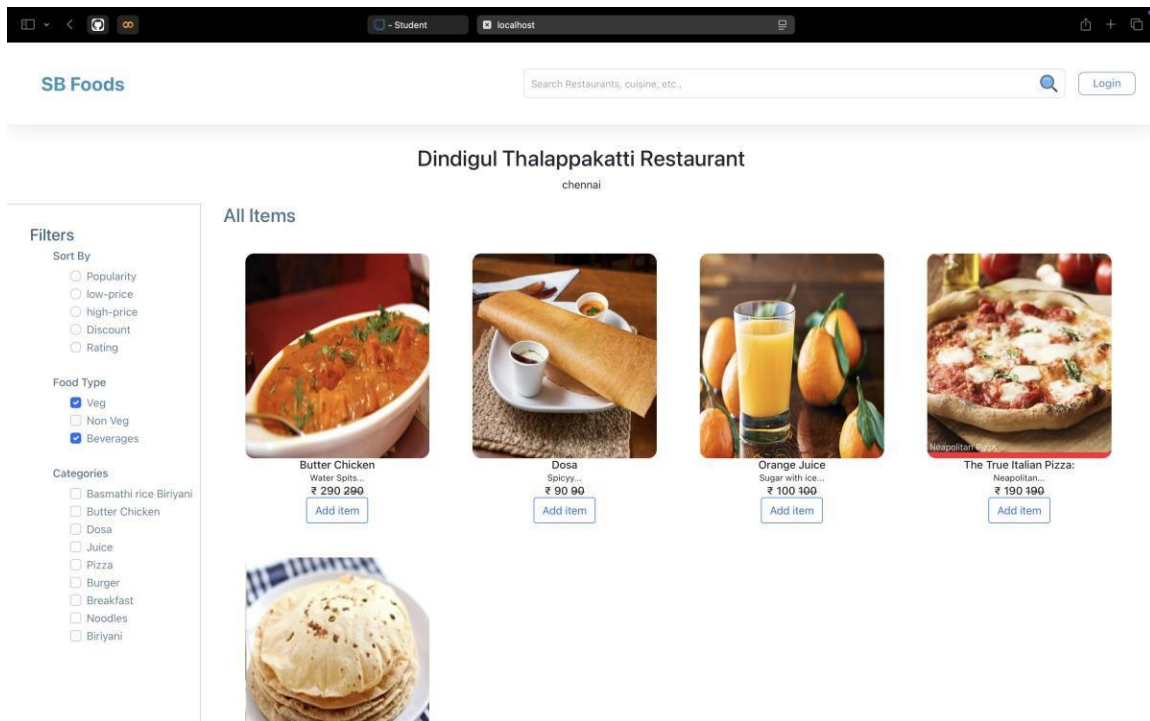 - Student
localhost
SB Foods
Search Restaurants, cuisine, etc.,
Login
Dindigul Thalappakatti Restaurant
chennai
Filters
Sort By
Popularity
low-price
high-price
Discount
Rating
Food Type
Veg
Non Veg
Beverages
Categories
Basmathi rice Biriyani
Butter Chicken
Dosa
Juice
Pizza
Burger
Breakfast
Noodles
Biriyani
All Items
Butter Chicken
Water Spits...
₹ 290 290
Add item
Dosa
Spicyy...
₹ 90 90
Add item
Orange Juice
Sugar with ice...
₹ 100 100
Add item
Neapolitan Pizza
The True Italian Pizza:
Neapolitan...
₹ 190 190
Add item